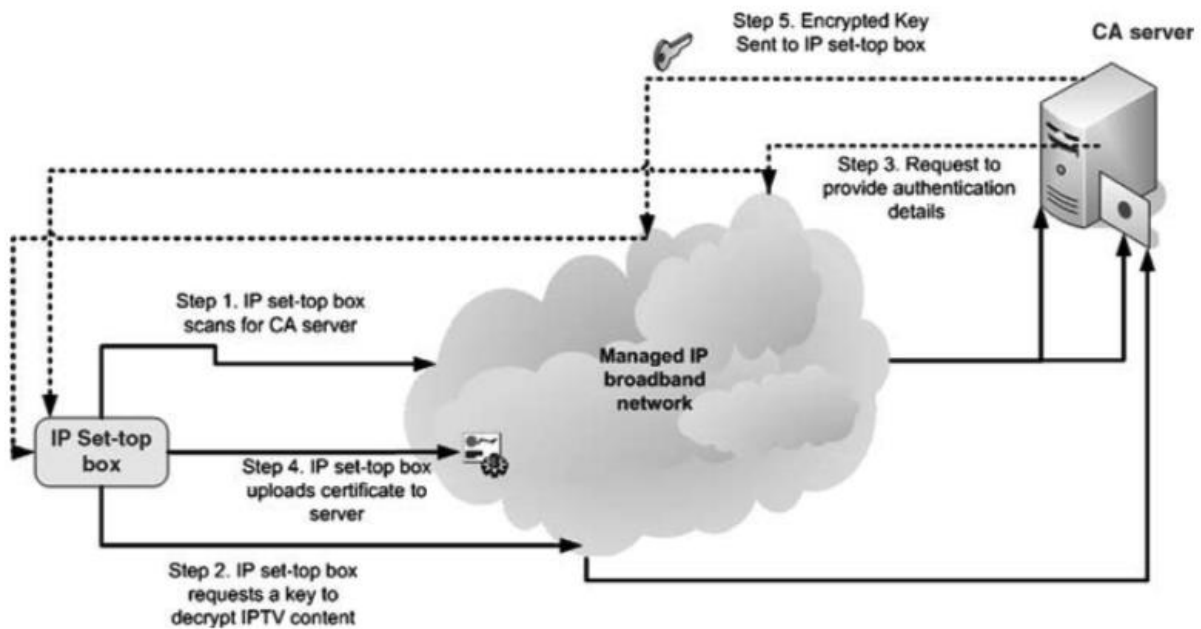 Step 5. Encrypted Key
Sent to IP set-top box
CA server
Step 3. Request to
provide authentication
details
Step 1. IP set-top box
scans for CA server
Managed IP
broadband
network
IP Set-top
box
Step 4. IP set-top box
uploads certificate to
server
Step 2. IP set-top box
requests a key to
decrypt IPTV content